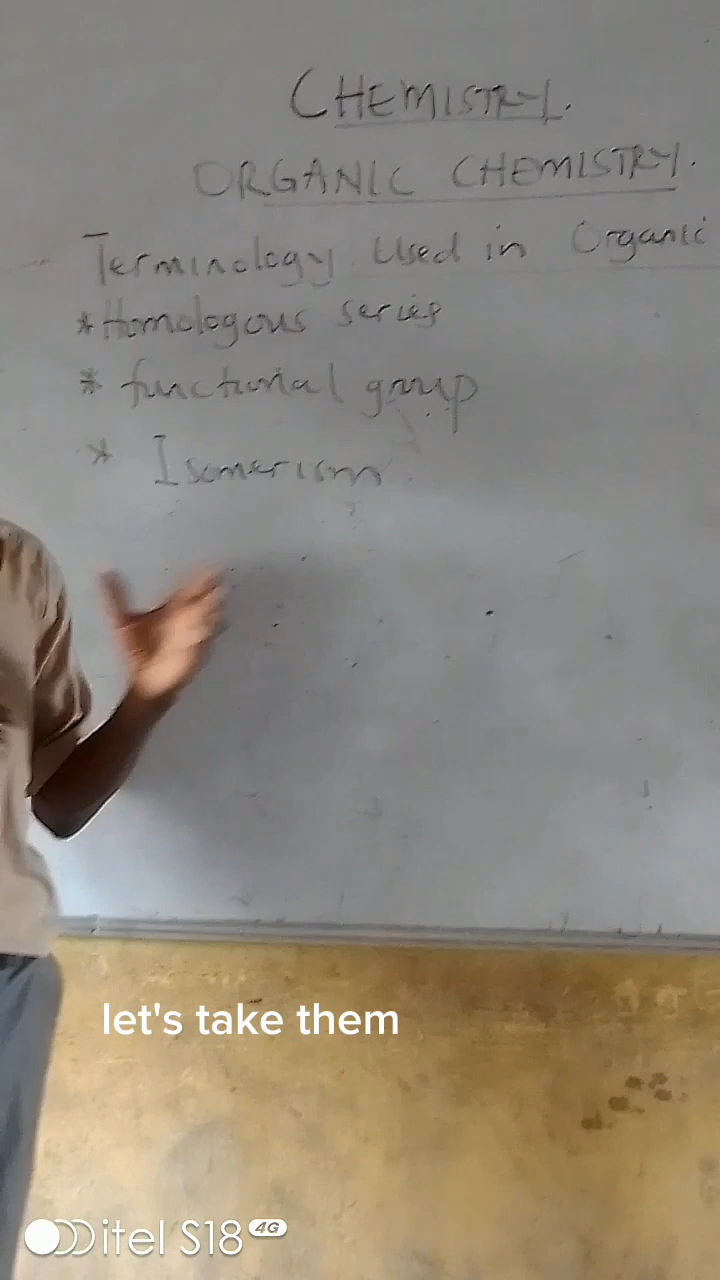 CHEMISTRY.
ORGANIC CHEMISTRY.
Terminology Used in Organic
* Homologous series
* functional group
* Isomerism
let's take them
itel S18 4G